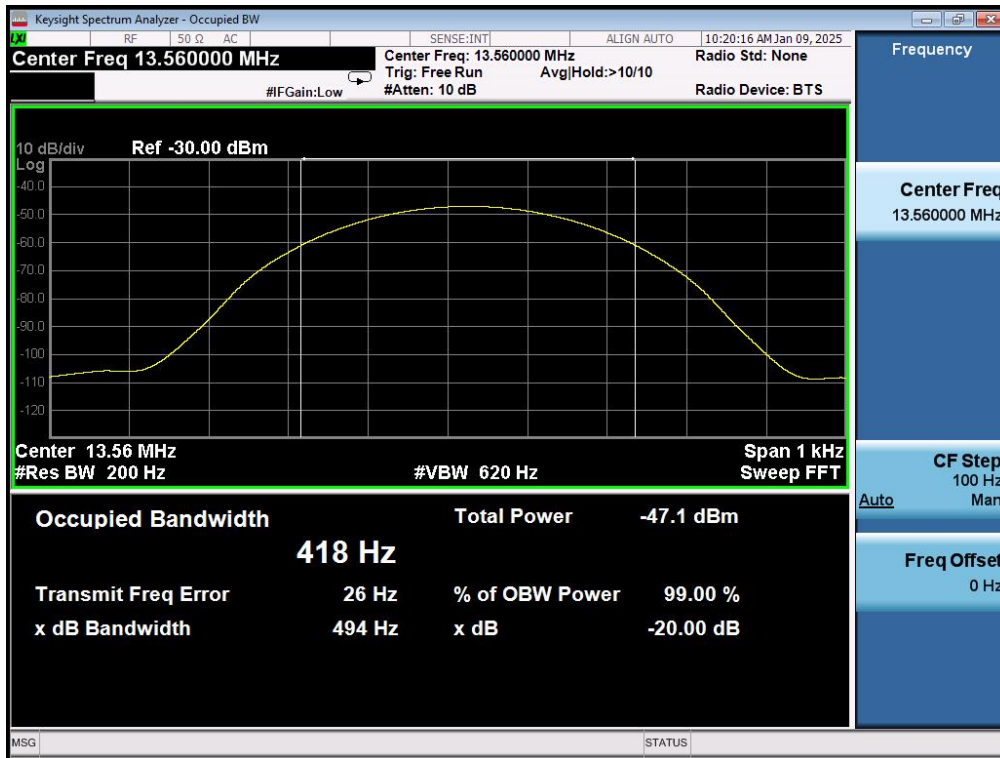 Keysight Spectrum Analyzer - Occupied BW
LXI RF 50 Ω AC SENSE:INT ALIGN AUTO 10:20:16 AM Jan 09, 2025
Center Freq 13.560000 MHz
Center Freq: 13.560000 MHz Radio Std: None
Trig: Free Run Avg|Hold:>10/10
#IFGain:Low #Atten: 10 dB Radio Device: BTS
10 dB/div Ref -30.00 dBm
Log
-40.0
-50.0
-60.0
-70.0
-80.0
-90.0
-100
-110
-120
Center 13.56 MHz Span 1 kHz
#Res BW 200 Hz #VBW 620 Hz Sweep FFT
Occupied Bandwidth Total Power -47.1 dBm
418 Hz
Transmit Freq Error 26 Hz % of OBW Power 99.00 %
x dB Bandwidth 494 Hz x dB -20.00 dB
Frequency
Center Freq
13.560000 MHz
CF Step
100 Hz
Auto Man
Freq Offset
0 Hz
MSG STATUS